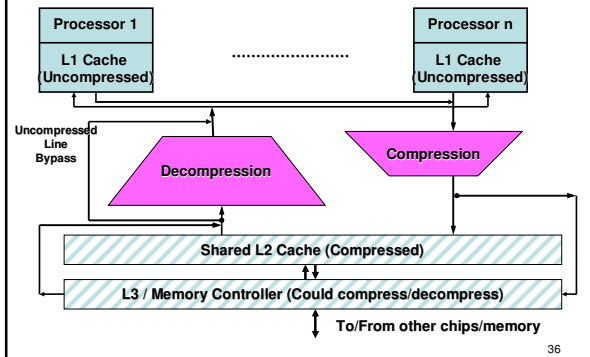 Processor 1
L1 Cache
(Uncompressed)
Processor n
L1 Cache
(Uncompressed)
Uncompressed
Line
Bypass
Decompression
Compression
Shared L2 Cache (Compressed)
L3 / Memory Controller (Could compress/decompress)
To/From other chips/memory
36